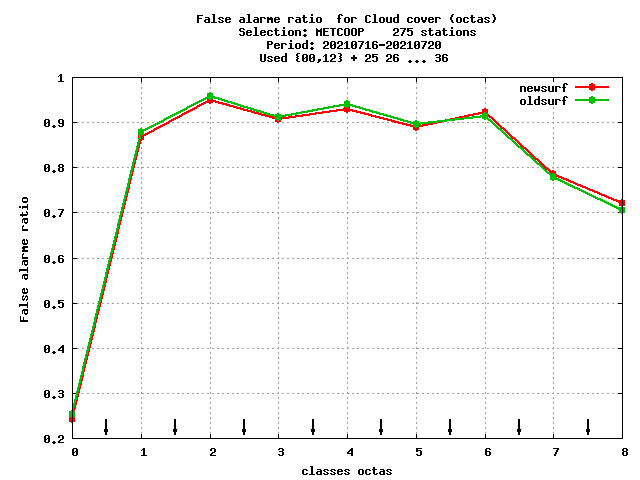 False alarme ratio  for Cloud cover (octas)
Selection: METCOOP    275 stations
Period: 20210716-20210720
Used {00,12} + 25 26 ... 36
newsurf
oldsurf
1
0.9
0.8
0.7
0.6
0.5
0.4
0.3
0.2
False alarme ratio
0 1 2 3 4 5 6 7 8
classes octas